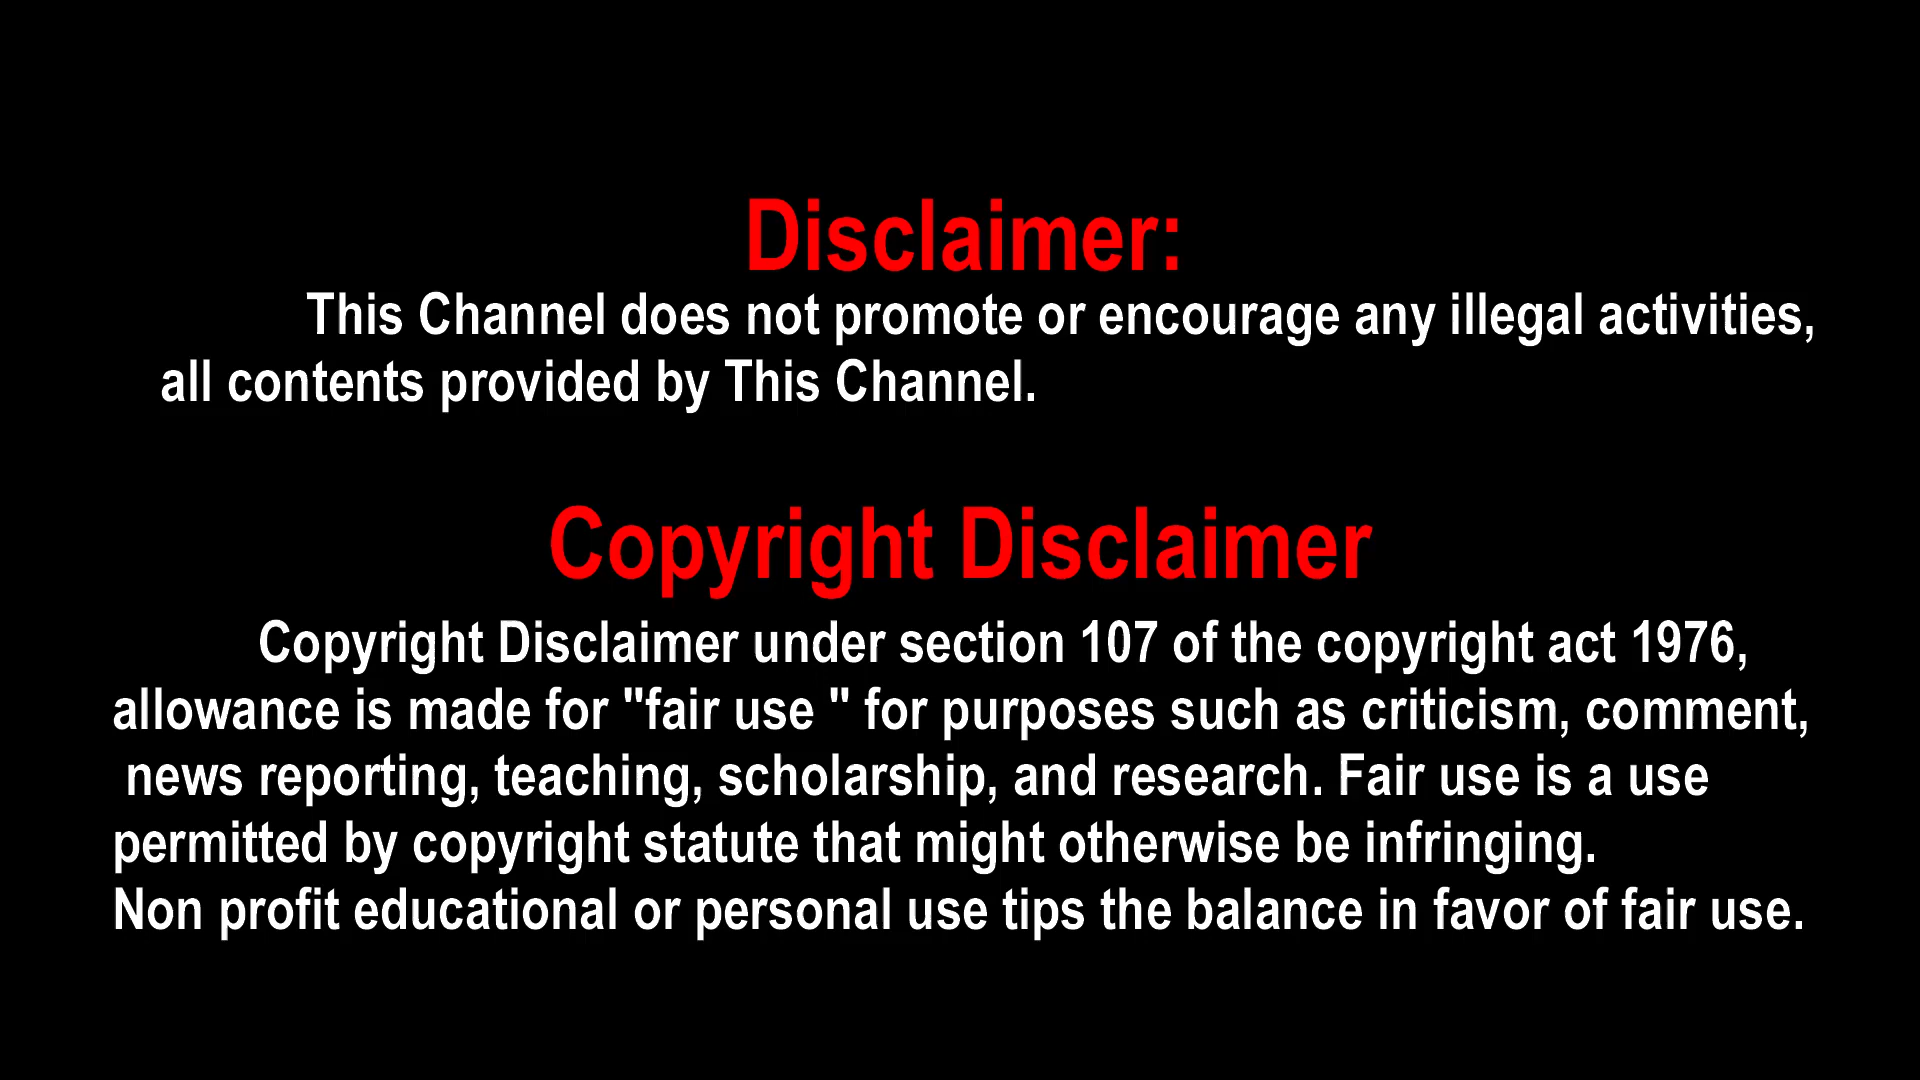 Disclaimer:
This Channel does not promote or encourage any illegal activities,
all contents provided by This Channel.
Copyright Disclaimer
Copyright Disclaimer under section 107 of the copyright act 1976,
allowance is made for "fair use " for purposes such as criticism, comment,
news reporting, teaching, scholarship, and research. Fair use is a use
permitted by copyright statute that might otherwise be infringing.
Non profit educational or personal use tips the balance in favor of fair use.